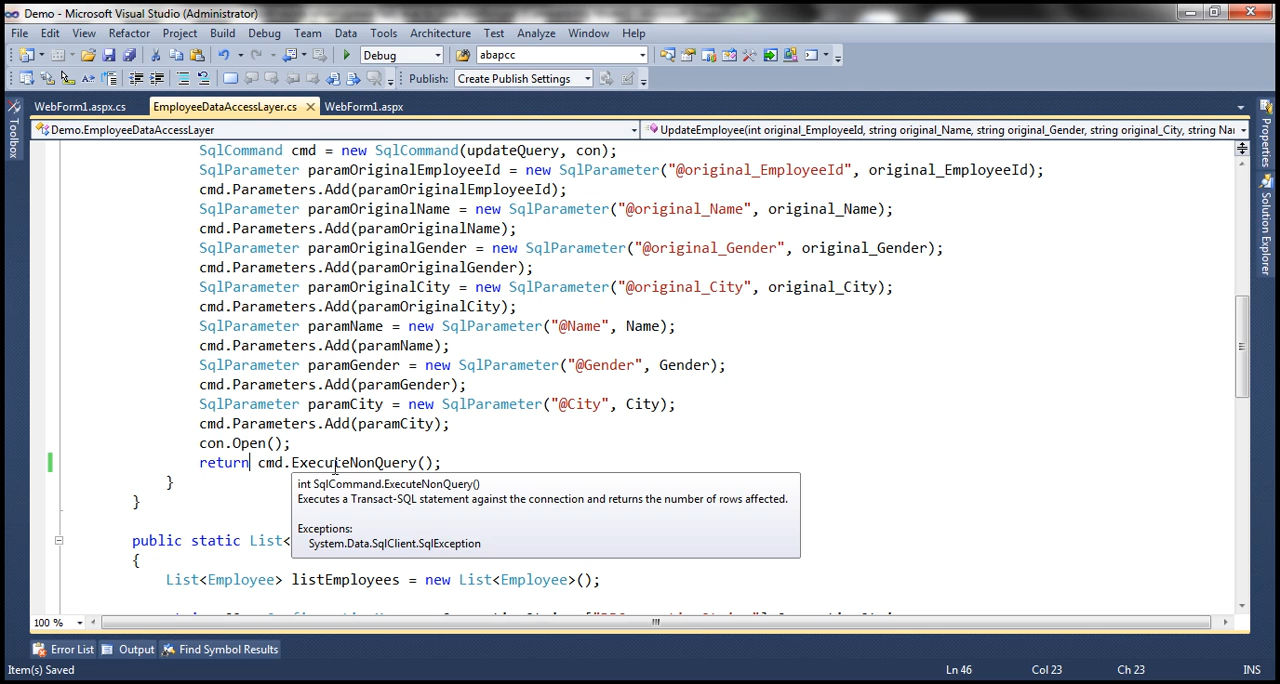 Demo - Microsoft Visual Studio (Administrator)
File Edit View Refactor Project Build Debug Team Data Tools Architecture Test Analyze Window Help
Debug abapcc
Publish: Create Publish Settings
WebForm1.aspx.cs EmployeeDataAccessLayer.cs WebForm1.aspx
Demo.EmployeeDataAccessLayer UpdateEmployee(int original_EmployeeId, string original_Name, string original_Gender, string original_City, string Nar
Toolbox
Properties
Solution Explorer
SqlCommand cmd = new SqlCommand(updateQuery, con);
SqlParameter paramOriginalEmployeeId = new SqlParameter("@original_EmployeeId", original_EmployeeId);
cmd.Parameters.Add(paramOriginalEmployeeId);
SqlParameter paramOriginalName = new SqlParameter("@original_Name", original_Name);
cmd.Parameters.Add(paramOriginalName);
SqlParameter paramOriginalGender = new SqlParameter("@original_Gender", original_Gender);
cmd.Parameters.Add(paramOriginalGender);
SqlParameter paramOriginalCity = new SqlParameter("@original_City", original_City);
cmd.Parameters.Add(paramOriginalCity);
SqlParameter paramName = new SqlParameter("@Name", Name);
cmd.Parameters.Add(paramName);
SqlParameter paramGender = new SqlParameter("@Gender", Gender);
cmd.Parameters.Add(paramGender);
SqlParameter paramCity = new SqlParameter("@City", City);
cmd.Parameters.Add(paramCity);
con.Open();
return cmd.ExecuteNonQuery();
}
int SqlCommand.ExecuteNonQuery()
Executes a Transact-SQL statement against the connection and returns the number of rows affected.
}
Exceptions:
System.Data.SqlClient.SqlException
public static List<
{
List<Employee> listEmployees = new List<Employee>();
100 %
Error List Output Find Symbol Results
Item(s) Saved Ln 46 Col 23 Ch 23 INS